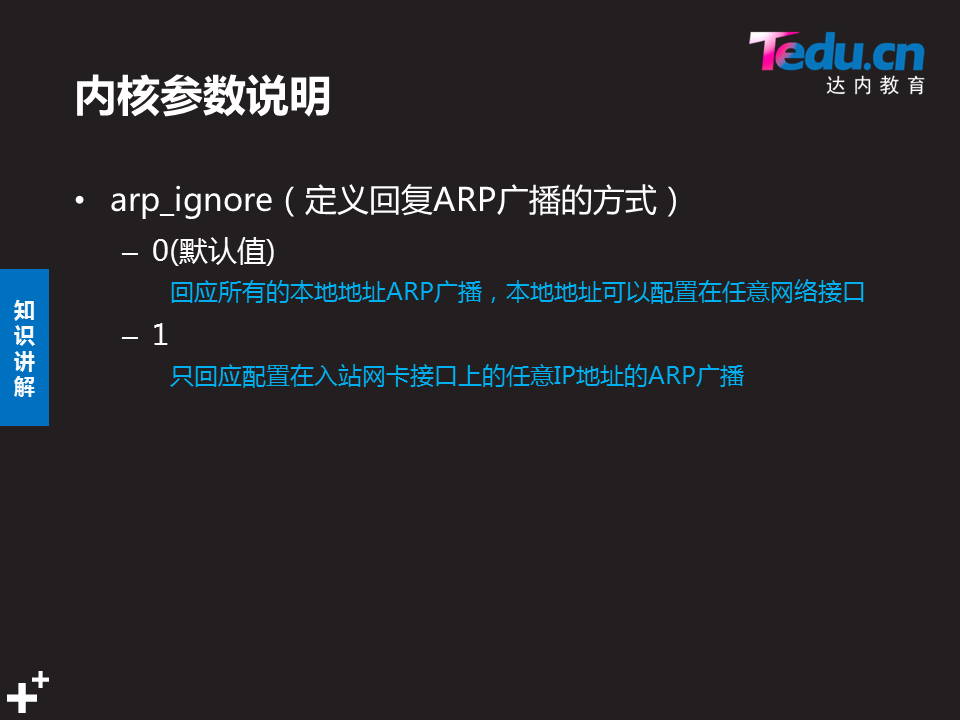 Tedu.cn
达内教育
内核参数说明
• arp_ignore（定义回复ARP广播的方式）
– 0(默认值)
回应所有的本地地址ARP广播，本地地址可以配置在任意网络接口
– 1
只回应配置在入站网卡接口上的任意IP地址的ARP广播
知识讲解